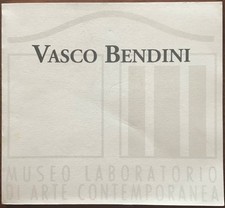 VASCO BENDINI
MUSEO LABORATORIO
DI ARTE CONTEMPORANEA